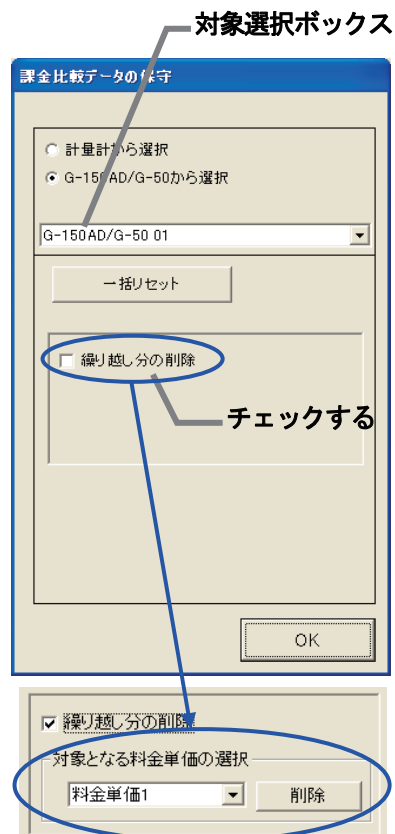 対象選択ボックス
課金比較データの保守
計量計から選択
G-150AD/G-50から選択
G-150AD/G-50 01
一括リセット
繰り越し分の削除
チェックする
OK
繰り越し分の削除
対象となる料金単価の選択
料金単価1
削除